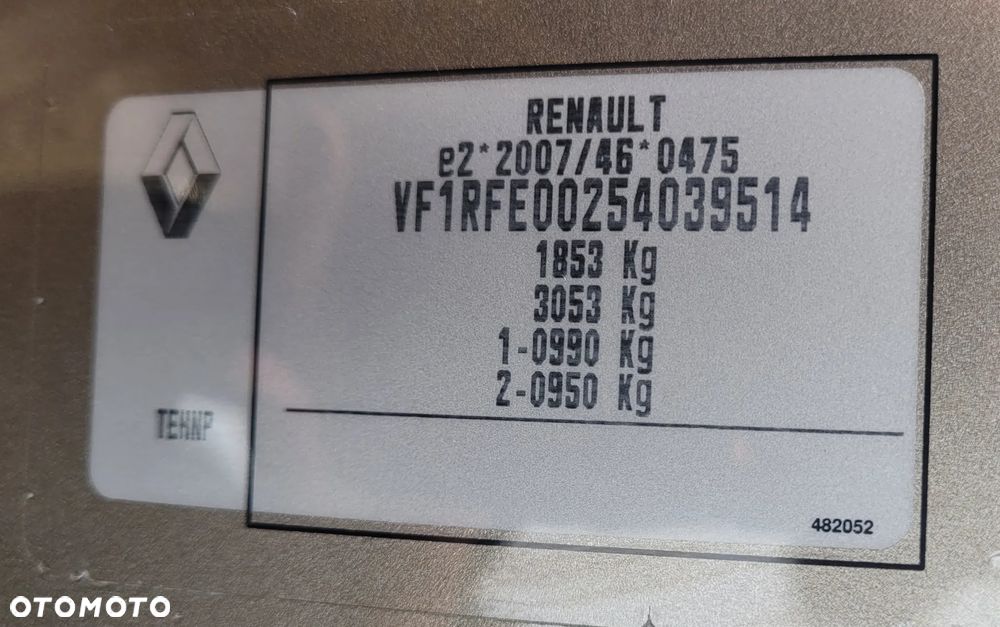 RENAULT
e2*2007/46*0475
VF1RFE00254039514
1853 Kg
3053 Kg
1-0990 Kg
2-0950 Kg
TEHNP
482052
OTOMOTO